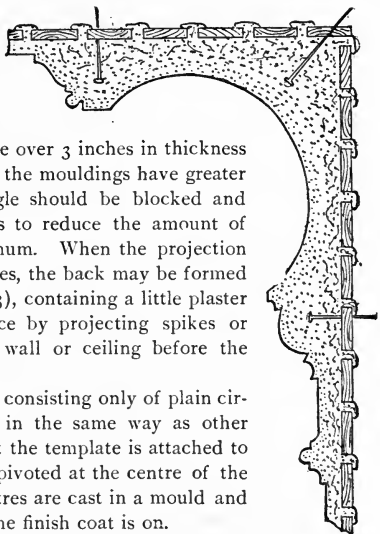 e over 3 inches in thickness
the mouldings have greater
gle should be blocked and
s to reduce the amount of
num. When the projection
es, the back may be formed
3), containing a little plaster
ce by projecting spikes or
wall or ceiling before the
consisting only of plain cir-
in the same way as other
the template is attached to
pivoted at the centre of the
tres are cast in a mould and
ne finish coat is on.